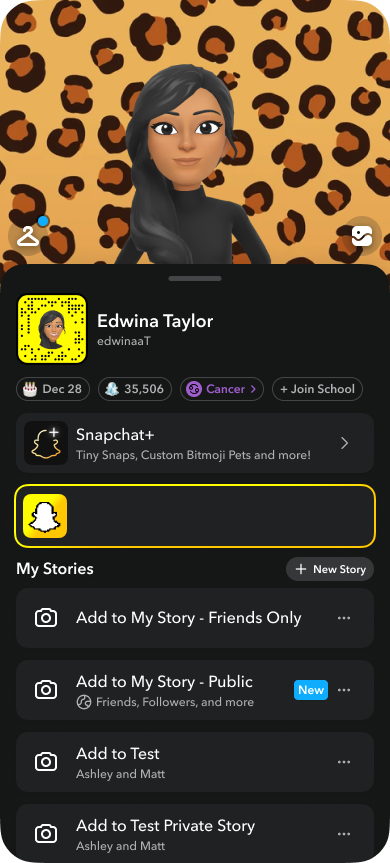 Edwina Taylor
edwinaaT
Dec 28
35,506
Cancer
+ Join School
Snapchat+
Tiny Snaps, Custom Bitmoji Pets and more!
My Stories
+ New Story
Add to My Story - Friends Only
Add to My Story - Public
New
Friends, Followers, and more
Add to Test
Ashley and Matt
Add to Test Private Story
Ashley and Matt